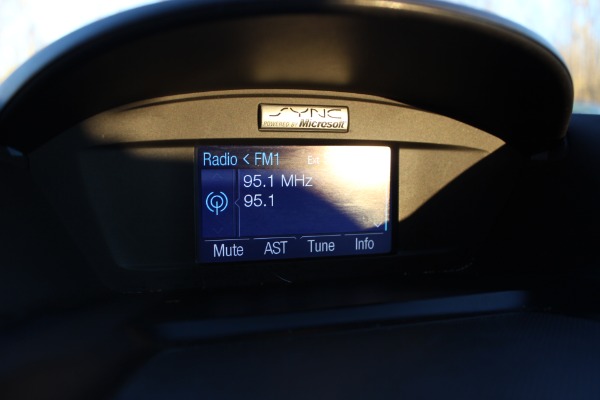 SYNC
POWERED BY Microsoft
Radio < FM1
95.1 MHz
95.1
Mute AST Tune Info